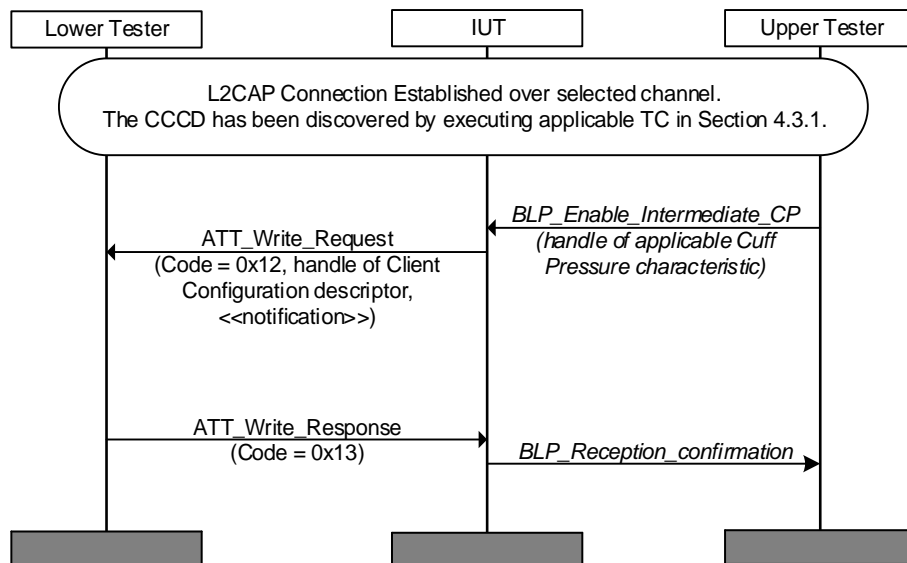 Lower Tester
IUT
Upper Tester
L2CAP Connection Established over selected channel.
The CCCD has been discovered by executing applicable TC in Section 4.3.1.
BLP_Enable_Intermediate_CP
(handle of applicable Cuff
Pressure characteristic)
ATT_Write_Request
(Code = 0x12, handle of Client
Configuration descriptor,
<<notification>>)
ATT_Write_Response
(Code = 0x13)
BLP_Reception_confirmation